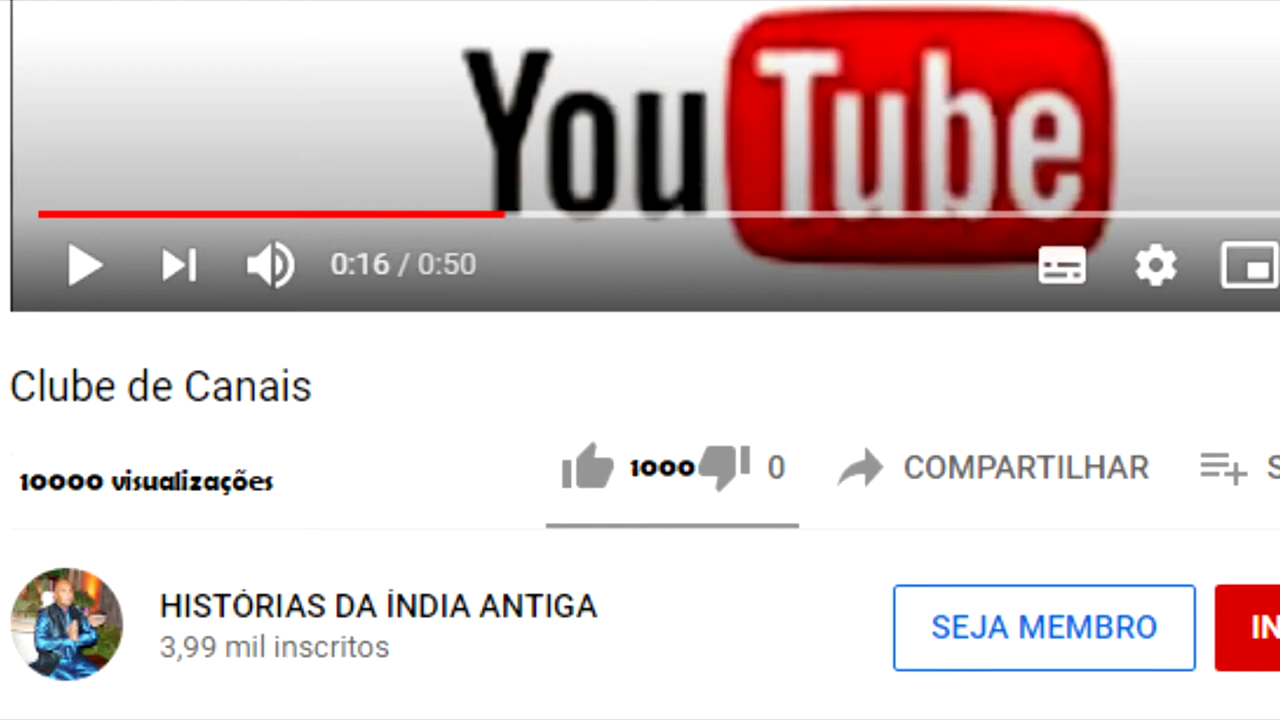 YouTube
0:16 / 0:50
Clube de Canais
10000 visualizações
1000 0 COMPARTILHAR S
HISTÓRIAS DA ÍNDIA ANTIGA
3,99 mil inscritos
SEJA MEMBRO IN